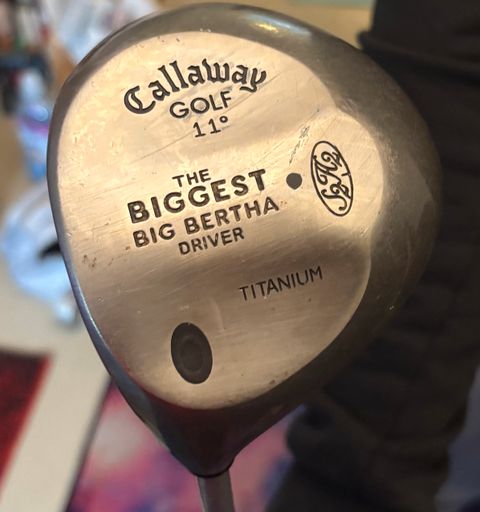 Callaway
GOLF
11°
THE
BIGGEST
BIG BERTHA
DRIVER
TITANIUM